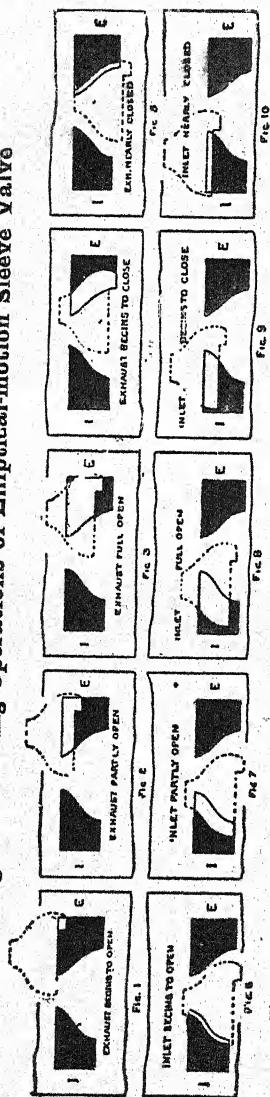 ng Operations of Elliptical-motion Sleeve Valve
I E
EXHAUST BEGINS TO OPEN
Fig. 1
I E
EXHAUST PARTLY OPEN
Fig 2
I E
EXHAUST FULL OPEN
Fig 3
I E
EXHAUST BEGINS TO CLOSE
I E
EXH. NEARLY CLOSED
Fig 5
INLET BEGINS TO OPEN
I E
Fig 6
INLET PARTLY OPEN
I E
Fig 7
INLET FULL OPEN
I E
Fig 8
INLET BEGINS TO CLOSE
I E
Fig. 9
INLET NEARLY CLOSED
I E
Fig. 10